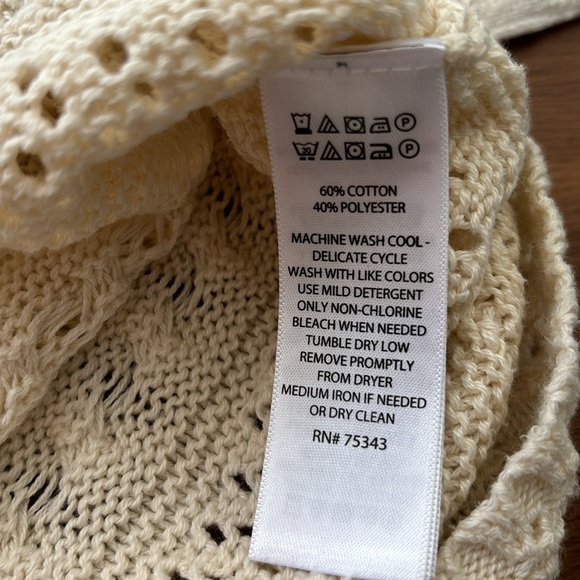 60% COTTON
40% POLYESTER
MACHINE WASH COOL -
DELICATE CYCLE
WASH WITH LIKE COLORS
USE MILD DETERGENT
ONLY NON-CHLORINE
BLEACH WHEN NEEDED
TUMBLE DRY LOW
REMOVE PROMPTLY
FROM DRYER
MEDIUM IRON IF NEEDED
OR DRY CLEAN
RN# 75343